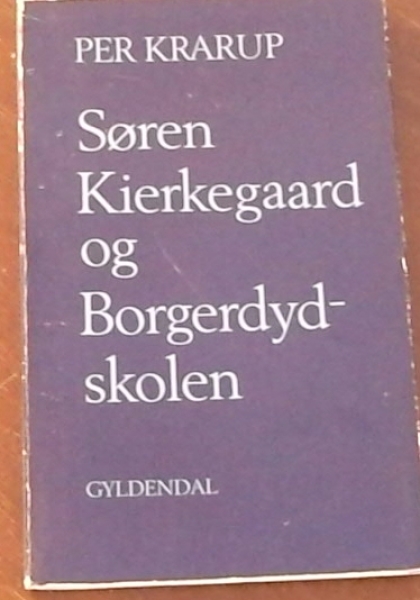 PER KRARUP
Søren
Kierkegaard
og
Borgerdyd-
skolen
GYLDENDAL